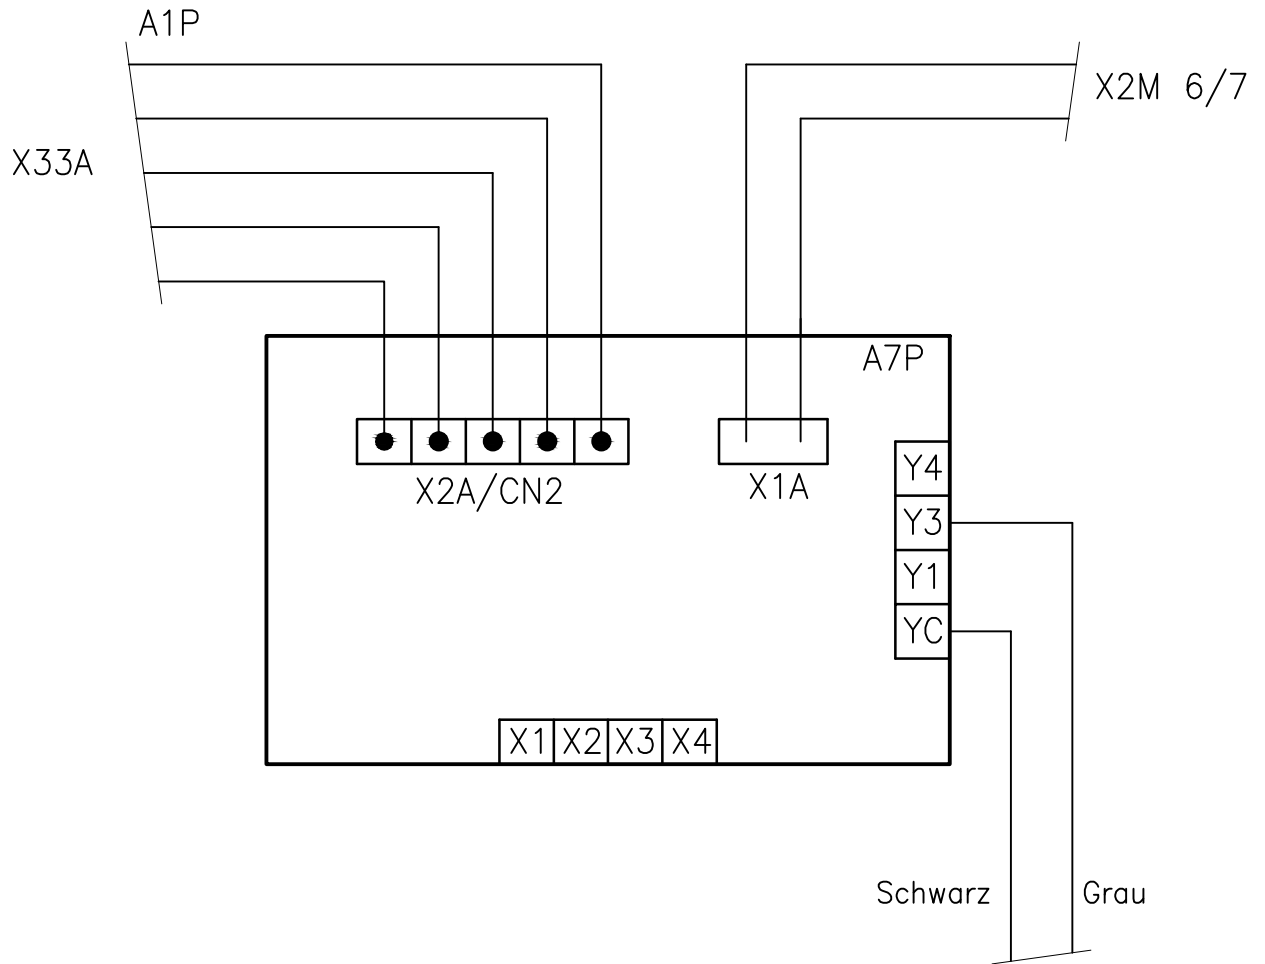 A1P
X2M 6/7
X33A
A7P
X2A/CN2
X1A
Y4
Y3
Y1
YC
X1 X2 X3 X4
Schwarz
Grau